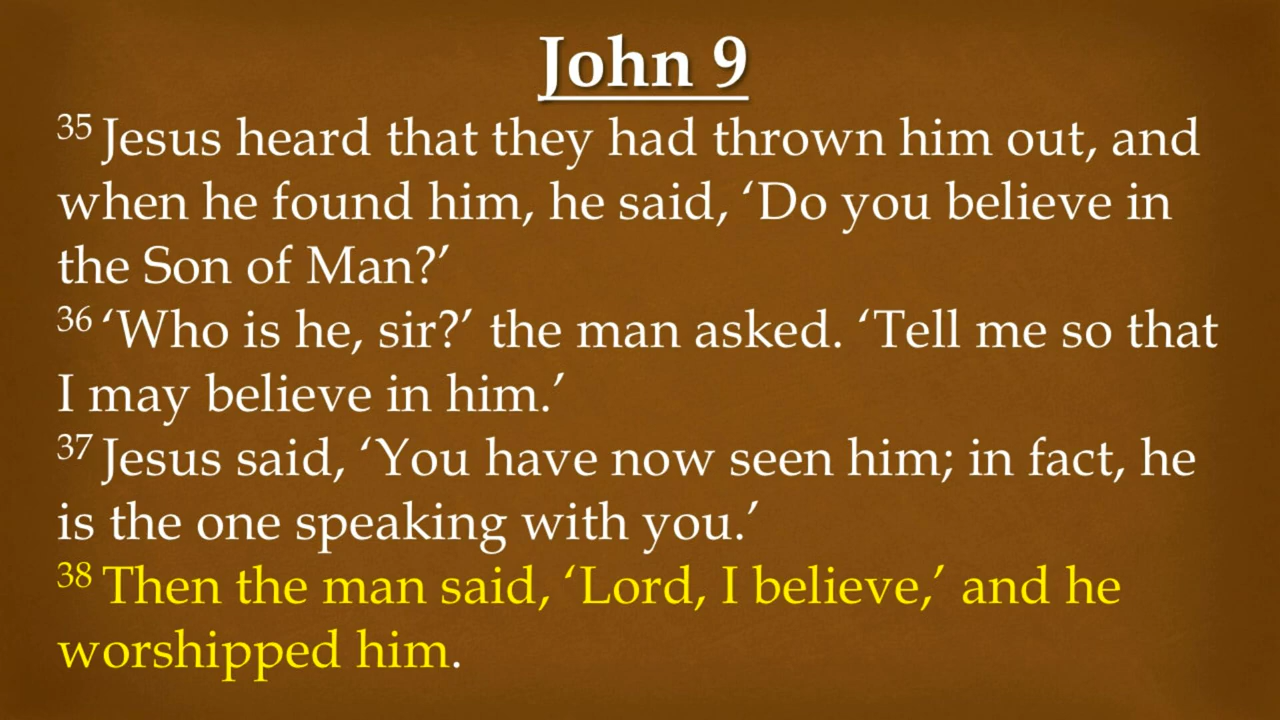 John 9
³⁵ Jesus heard that they had thrown him out, and
when he found him, he said, ‘Do you believe in
the Son of Man?’
³⁶ ‘Who is he, sir?’ the man asked. ‘Tell me so that
I may believe in him.’
³⁷ Jesus said, ‘You have now seen him; in fact, he
is the one speaking with you.’
³⁸ Then the man said, ‘Lord, I believe,’ and he
worshipped him.